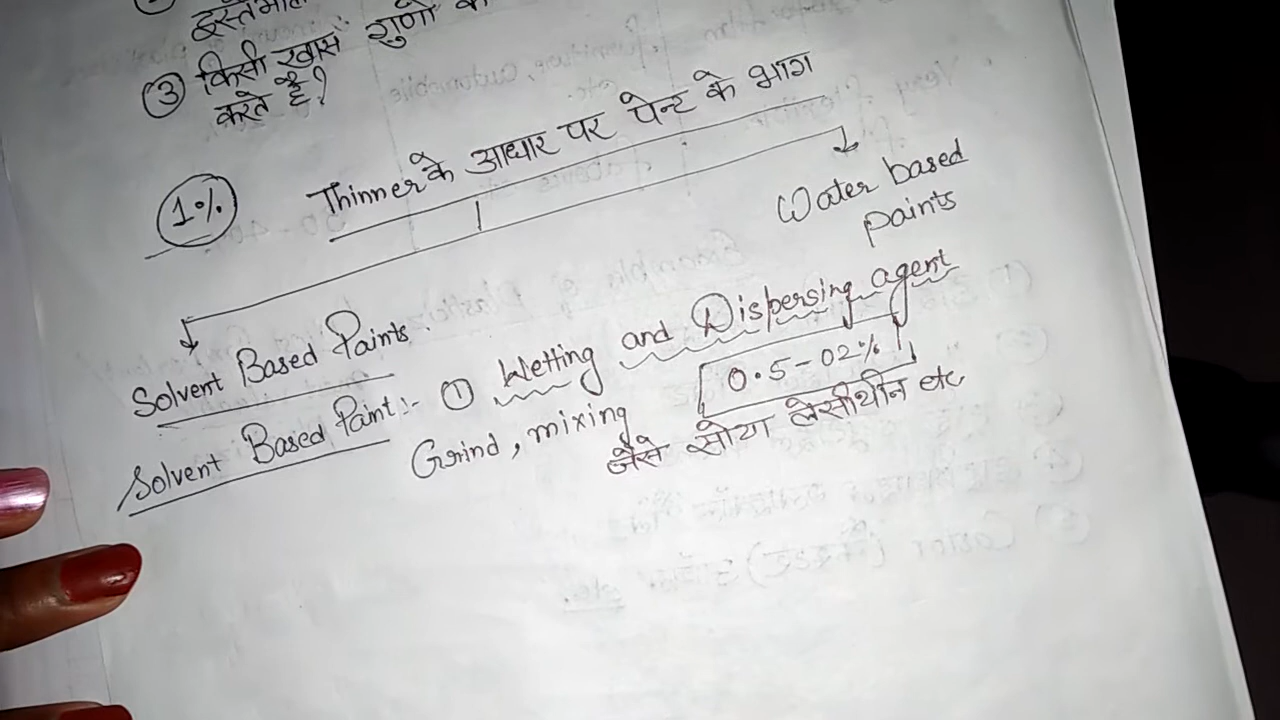 इस्तेमाल
③ किसी खास गुणों
करते है?
1% Thinner के आधार पर पेन्ट के भाग
Water based
paints
Solvent Based Paints.
Solvent Based Paint:- ① Wetting and Dispersing agent
Grind, mixing 0.5-02%
जैसे सोया लेसीथीन etc